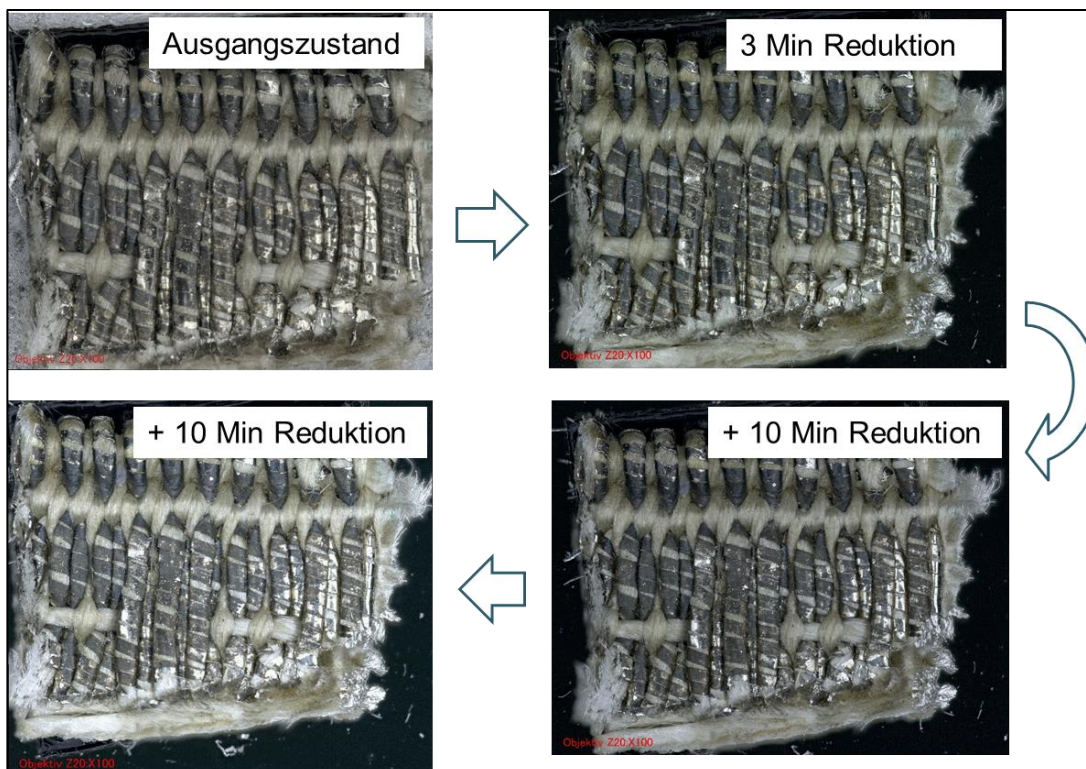 Ausgangszustand
3 Min Reduktion
Objektiv Z20:X100
Objektiv Z20:X100
+ 10 Min Reduktion
+ 10 Min Reduktion
Objektiv Z20:X100
Objektiv Z20:X100